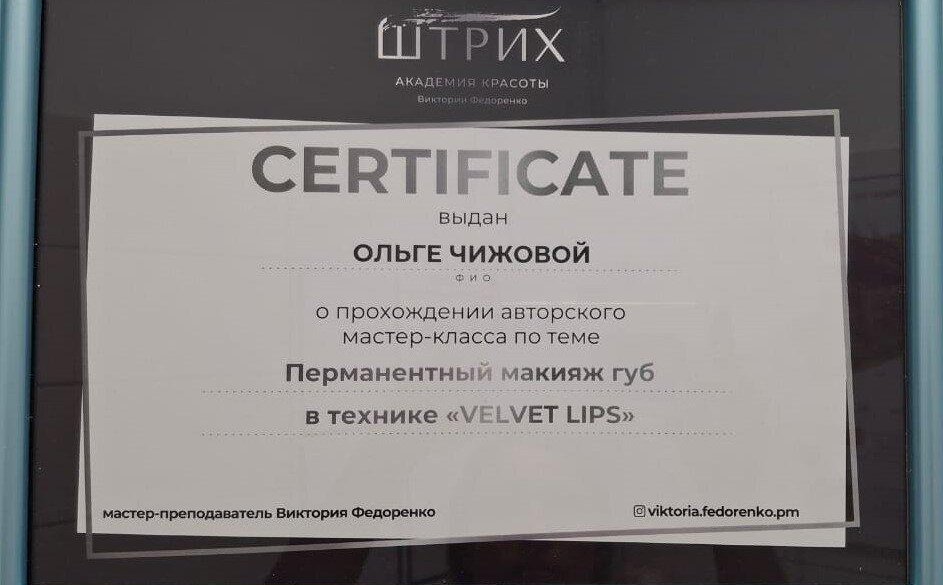 ШТРИХ
АКАДЕМИЯ КРАСОТЫ
Виктории Федоренко
CERTIFICATE
выдан
ОЛЬГЕ ЧИЖОВОЙ
ФИО
о прохождении авторского
мастер-класса по теме
Перманентный макияж губ
в технике «VELVET LIPS»
мастер-преподаватель Виктория Федоренко
viktoria.fedorenko.pm